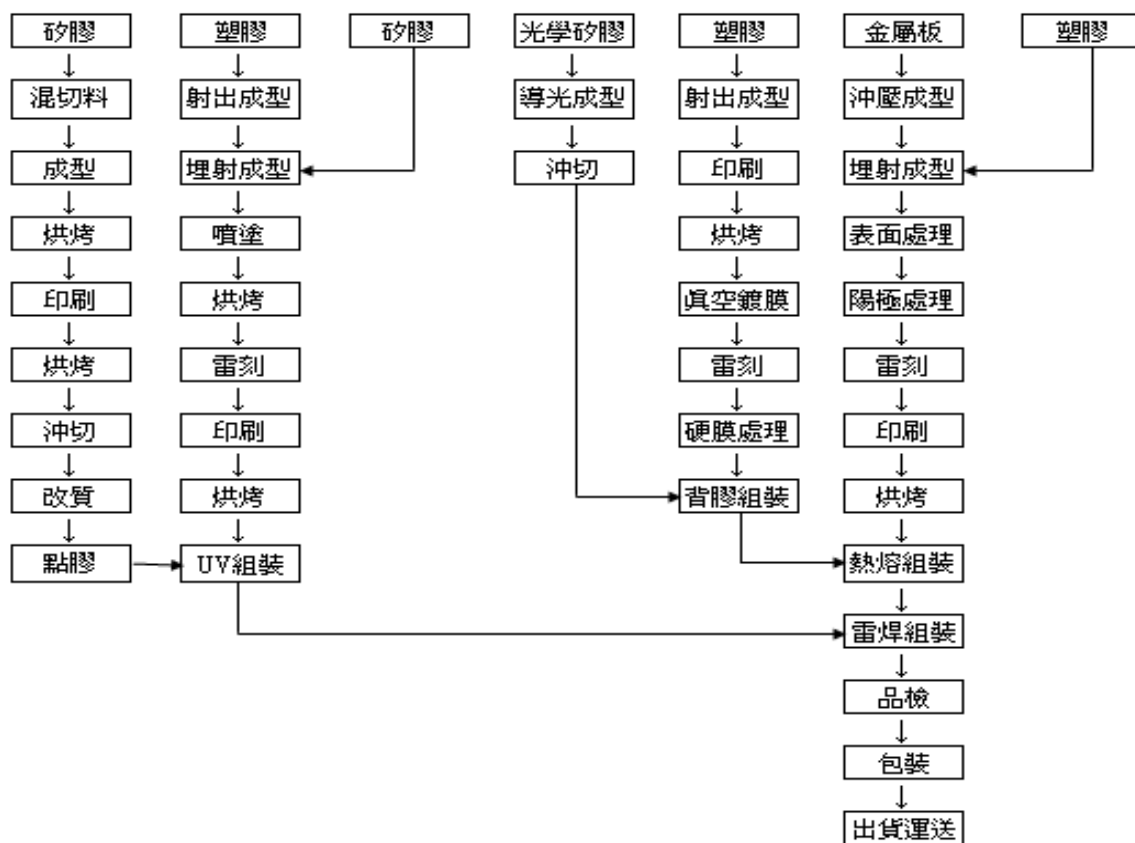 矽膠 塑膠 矽膠 光學矽膠 塑膠 金屬板 塑膠
混切料 射出成型 導光成型 射出成型 沖壓成型
成型 埋射成型 沖切 印刷 埋射成型
烘烤 噴塗 烘烤 表面處理
印刷 烘烤 眞空鍍膜 陽極處理
烘烤 雷刻 雷刻 雷刻
沖切 印刷 硬膜處理 印刷
改質 烘烤 背膠組裝 烘烤
點膠 UV組裝 熱熔組裝
雷焊組裝
品檢
包裝
出貨運送